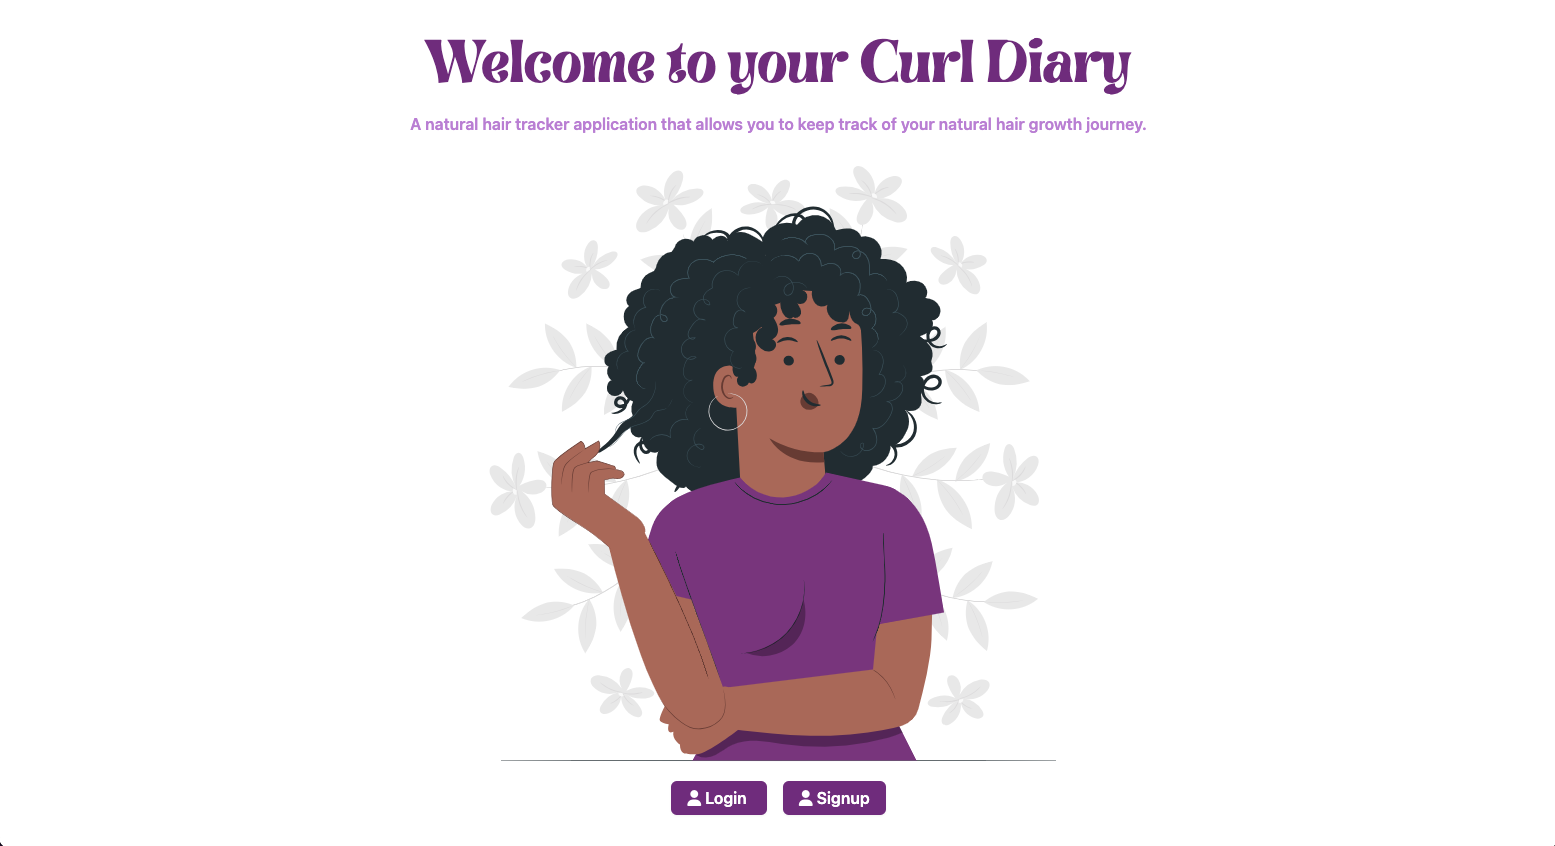 Welcome to your Curl Diary
A natural hair tracker application that allows you to keep track of your natural hair growth journey.
Login
Signup